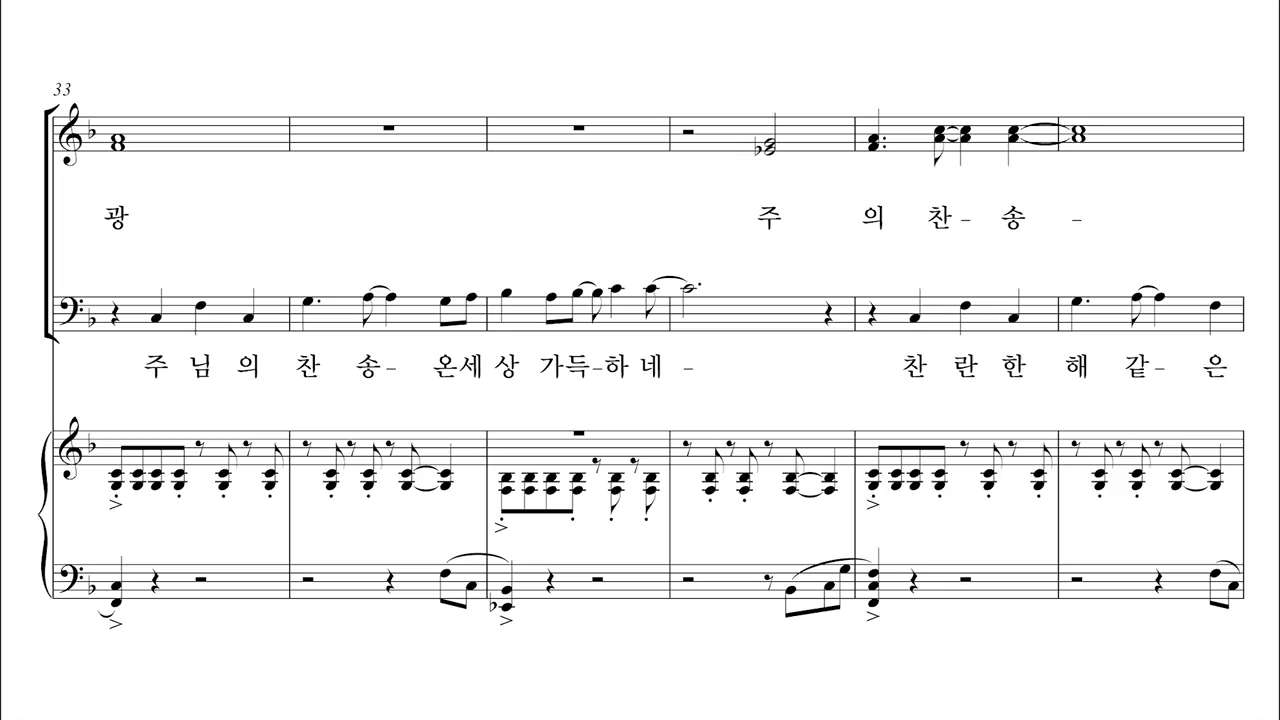 33
광 주 의 찬 - 송 -
주 님 의 찬 송 - 온세 상 가득-하 네 - 찬 란 한 해 같 - 은